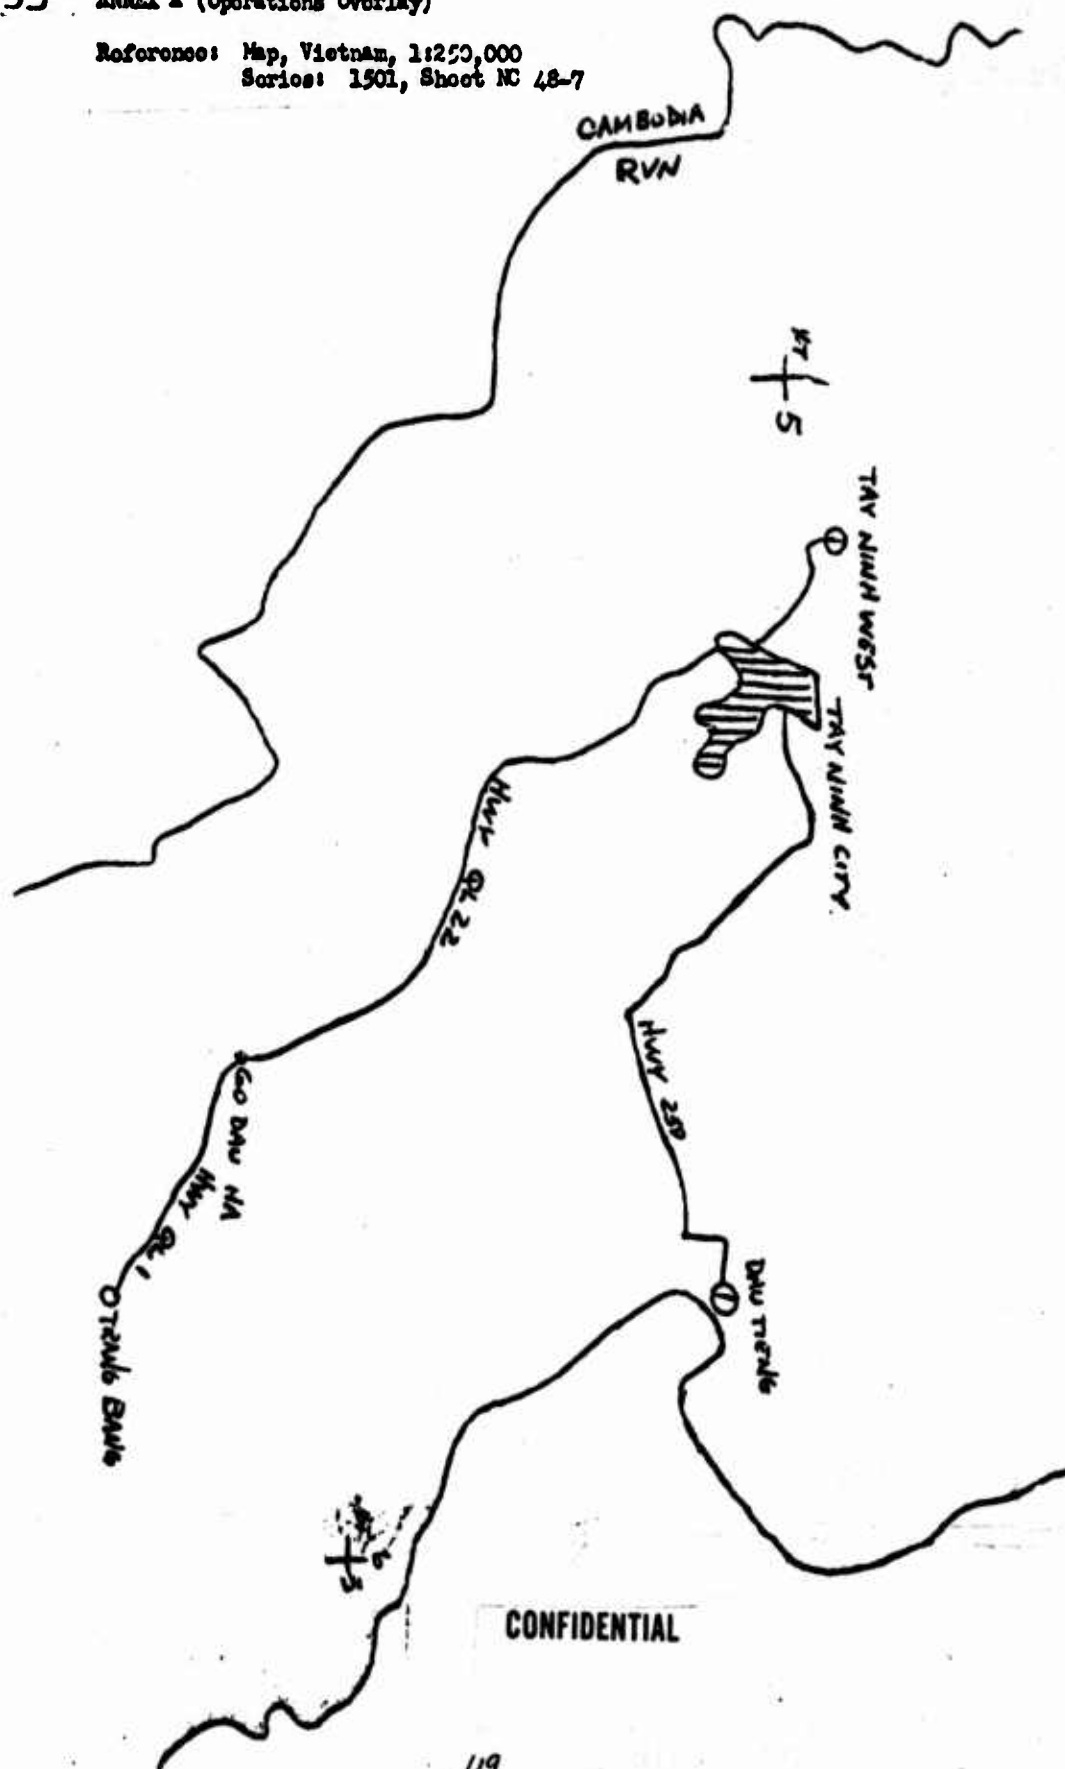 ANNEX A (Operations Overlay)
Reference: Map, Vietnam, 1:250,000
Series: 1501, Sheet NC 48-7
CAMBODIA
RVN
XT
5
TAY NINH WEST
TAY NINH CITY.
HWY QL 22
HWY 239
GO DAU HA
HWY QL 1
DAU TIENG
TRANG BANG
CONFIDENTIAL
119